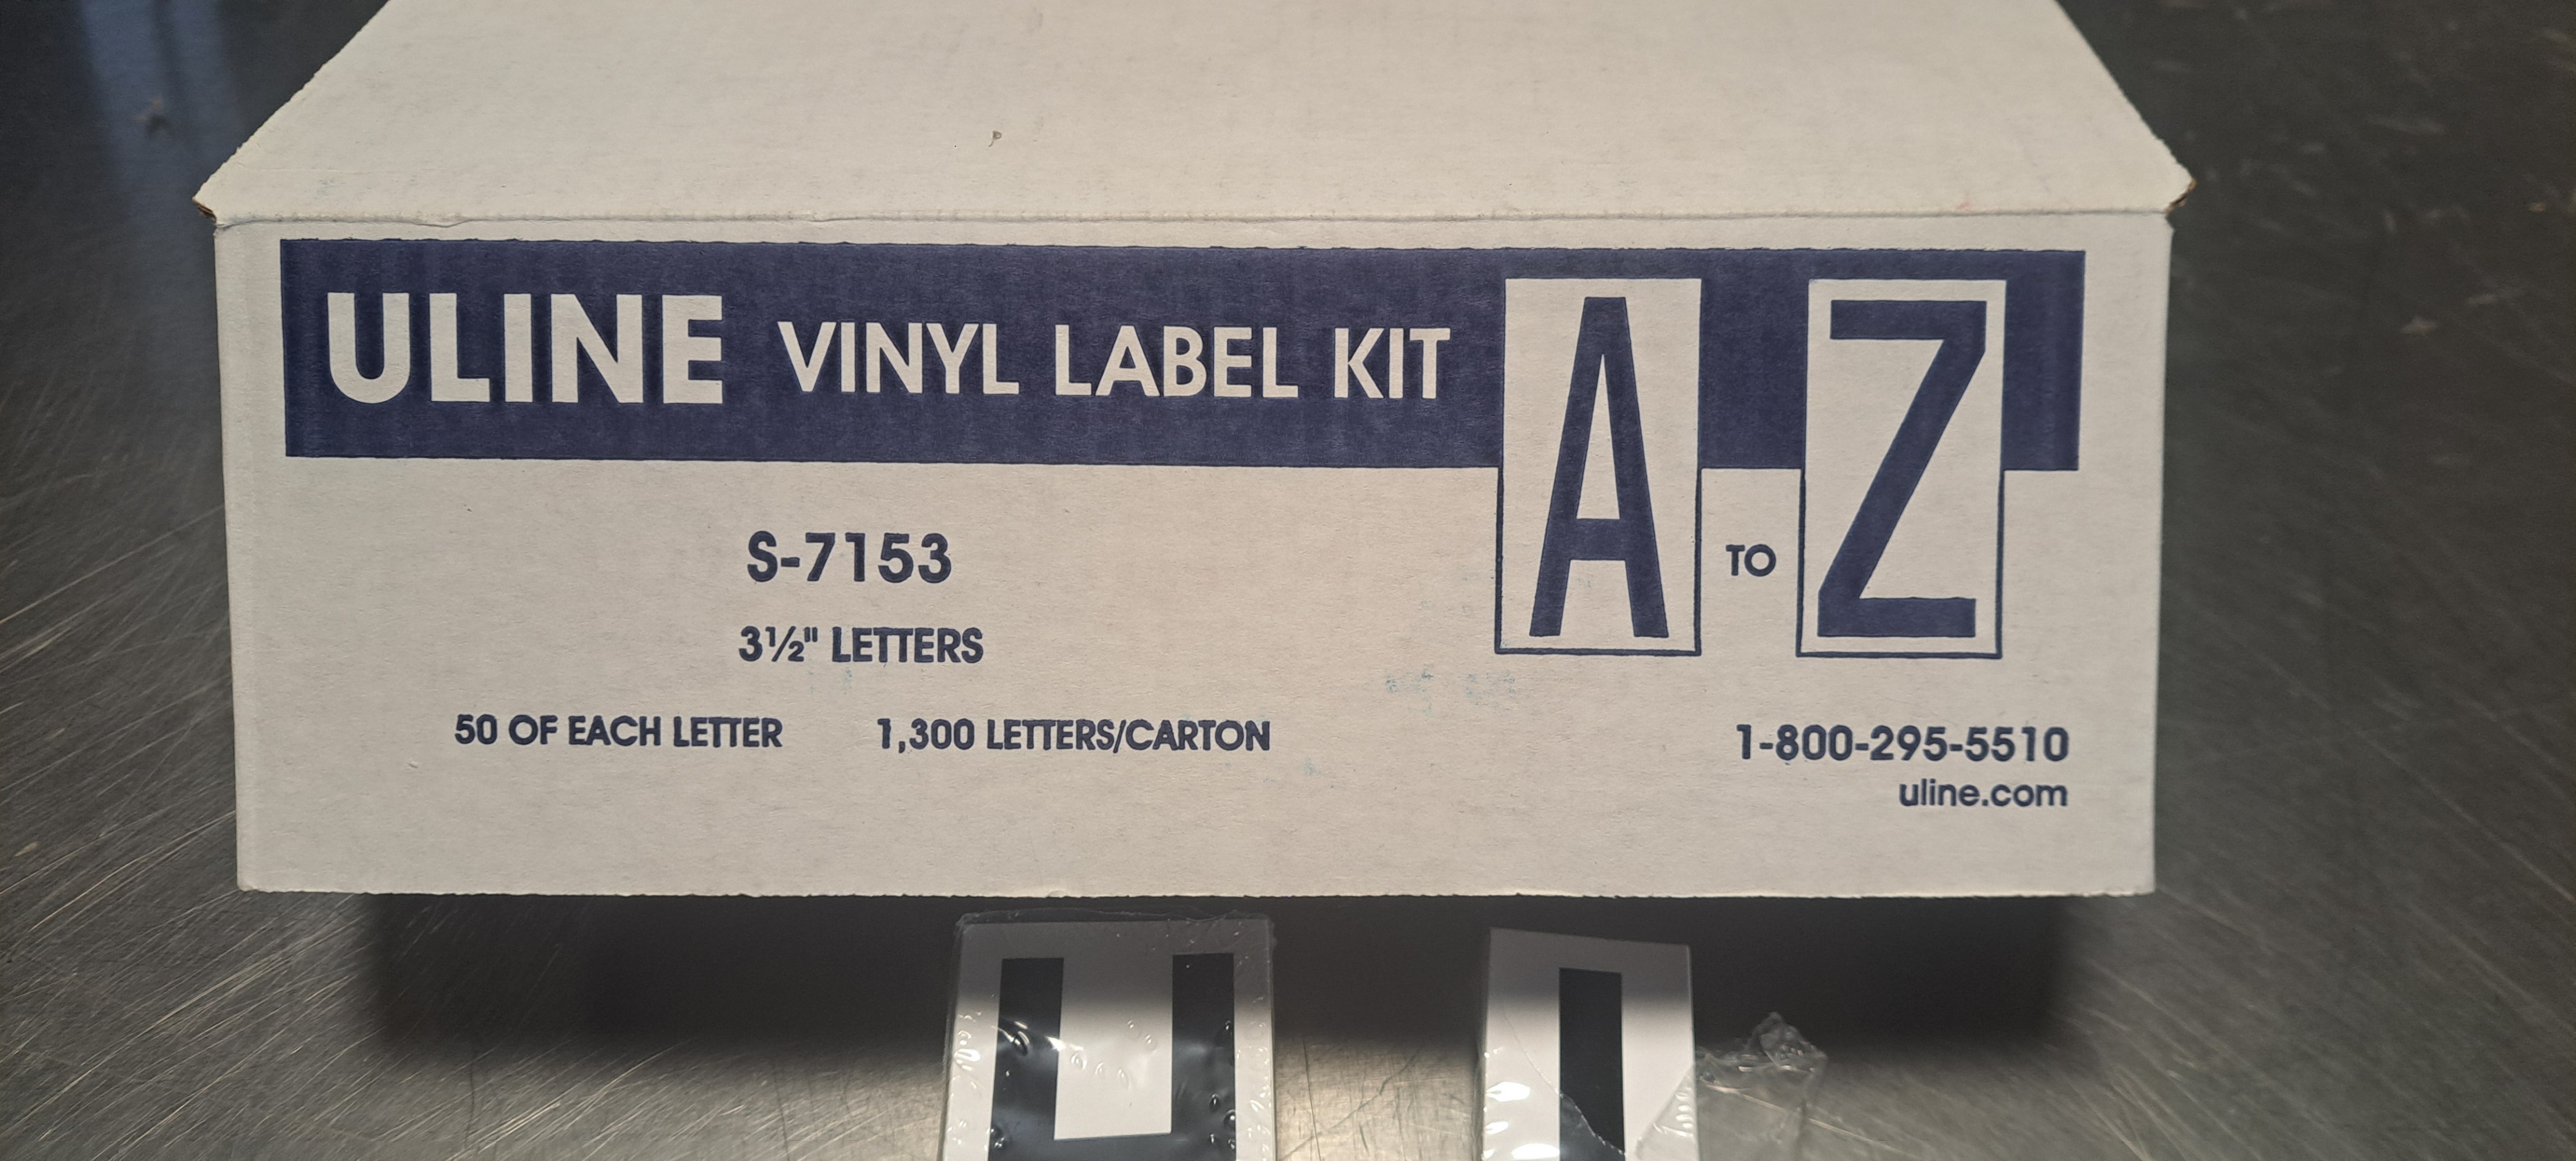 ULINE VINYL LABEL KIT A TO Z
S-7153
3½" LETTERS
50 OF EACH LETTER 1,300 LETTERS/CARTON
1-800-295-5510
uline.com